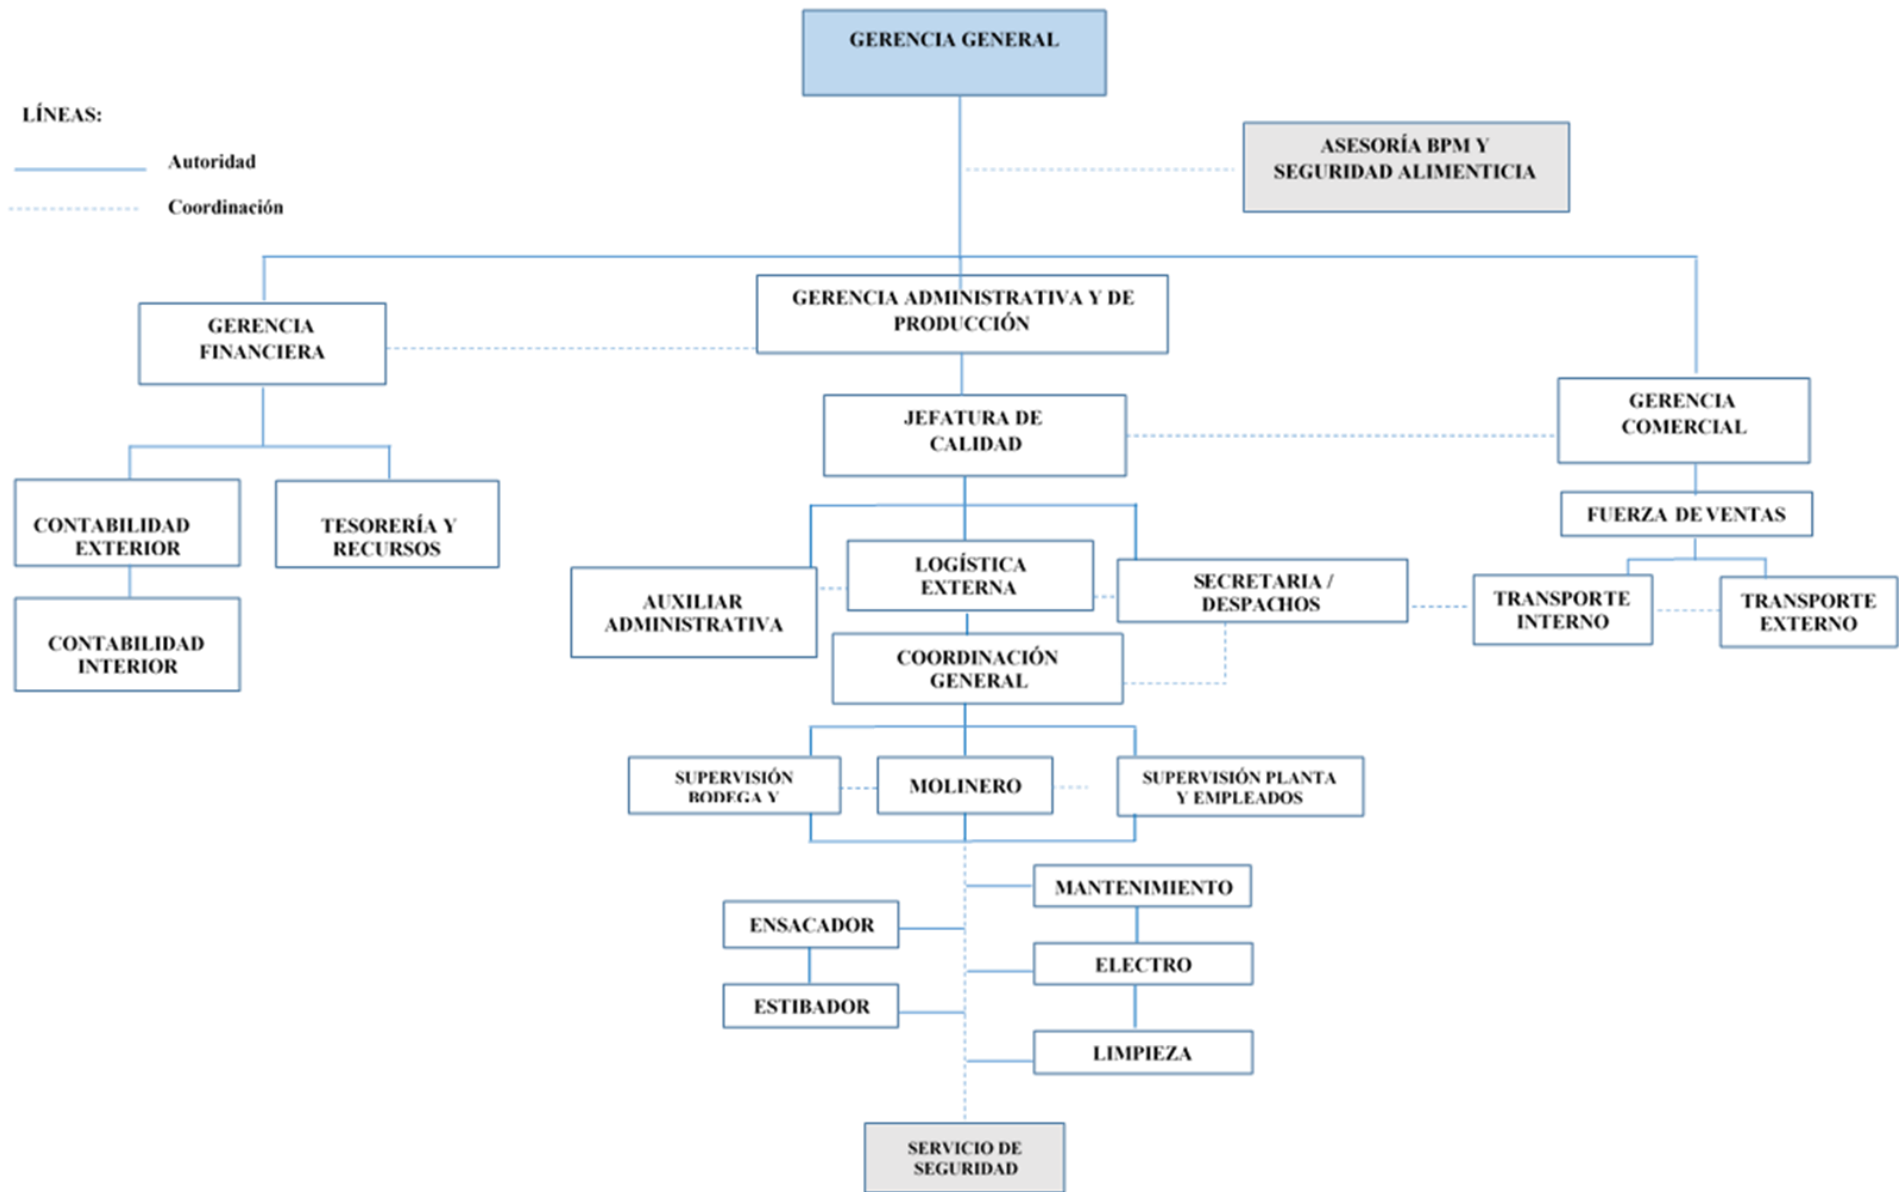 GERENCIA GENERAL
LÍNEAS:
Autoridad
Coordinación
ASESORÍA BPM Y
SEGURIDAD ALIMENTICIA
GERENCIA
FINANCIERA
GERENCIA ADMINISTRATIVA Y DE
PRODUCCIÓN
GERENCIA
COMERCIAL
JEFATURA DE
CALIDAD
CONTABILIDAD
EXTERIOR
TESORERÍA Y
RECURSOS
FUERZA DE VENTAS
CONTABILIDAD
INTERIOR
AUXILIAR
ADMINISTRATIVA
LOGÍSTICA
EXTERNA
SECRETARIA /
DESPACHOS
TRANSPORTE
INTERNO
TRANSPORTE
EXTERNO
COORDINACIÓN
GENERAL
SUPERVISIÓN
BODEGA Y
MOLINERO
SUPERVISIÓN PLANTA
Y EMPLEADOS
MANTENIMIENTO
ENSACADOR
ELECTRO
ESTIBADOR
LIMPIEZA
SERVICIO DE
SEGURIDAD